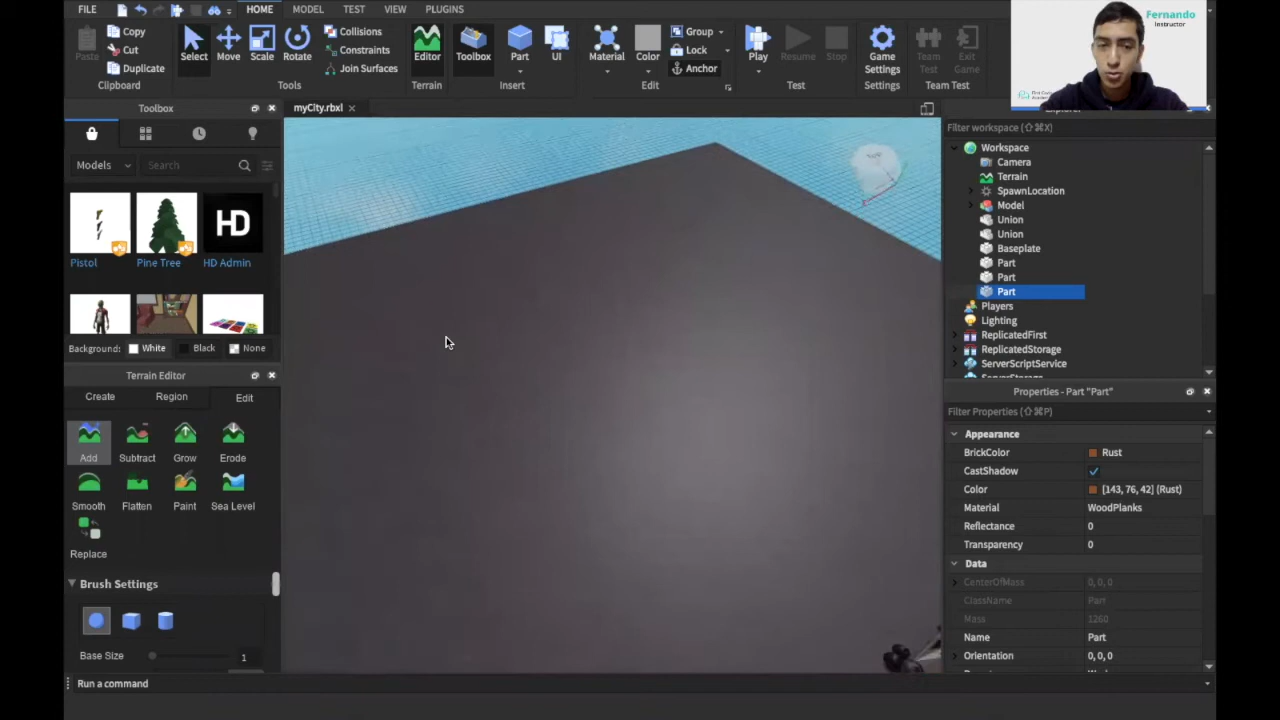 FILE HOME MODEL TEST VIEW PLUGINS
Fernando
Instructor
Paste Copy Cut Duplicate
Clipboard
Select Move Scale Rotate Collisions Constraints Join Surfaces
Tools
Editor
Terrain
Toolbox Part UI
Insert
Material Color Group Lock Anchor
Edit
Play Resume Stop
Test
Game Settings
Settings
Team Test Exit Game
Team Test
Toolbox
myCity.rbxl
Models Search
Pistol Pine Tree HD Admin
HD
Background: White Black None
Terrain Editor
Create Region Edit
Add Subtract Grow Erode
Smooth Flatten Paint Sea Level
Replace
Brush Settings
Base Size 1
Run a command
Filter workspace (⇧⌘X)
Workspace
Camera
Terrain
SpawnLocation
Model
Union
Union
Baseplate
Part
Part
Part
Players
Lighting
ReplicatedFirst
ReplicatedStorage
ServerScriptService
Properties - Part "Part"
Filter Properties (⇧⌘P)
Appearance
BrickColor Rust
CastShadow
Color [143, 76, 42] (Rust)
Material WoodPlanks
Reflectance 0
Transparency 0
Data
CenterOfMass 0, 0, 0
ClassName Part
Mass 1260
Name Part
Orientation 0, 0, 0